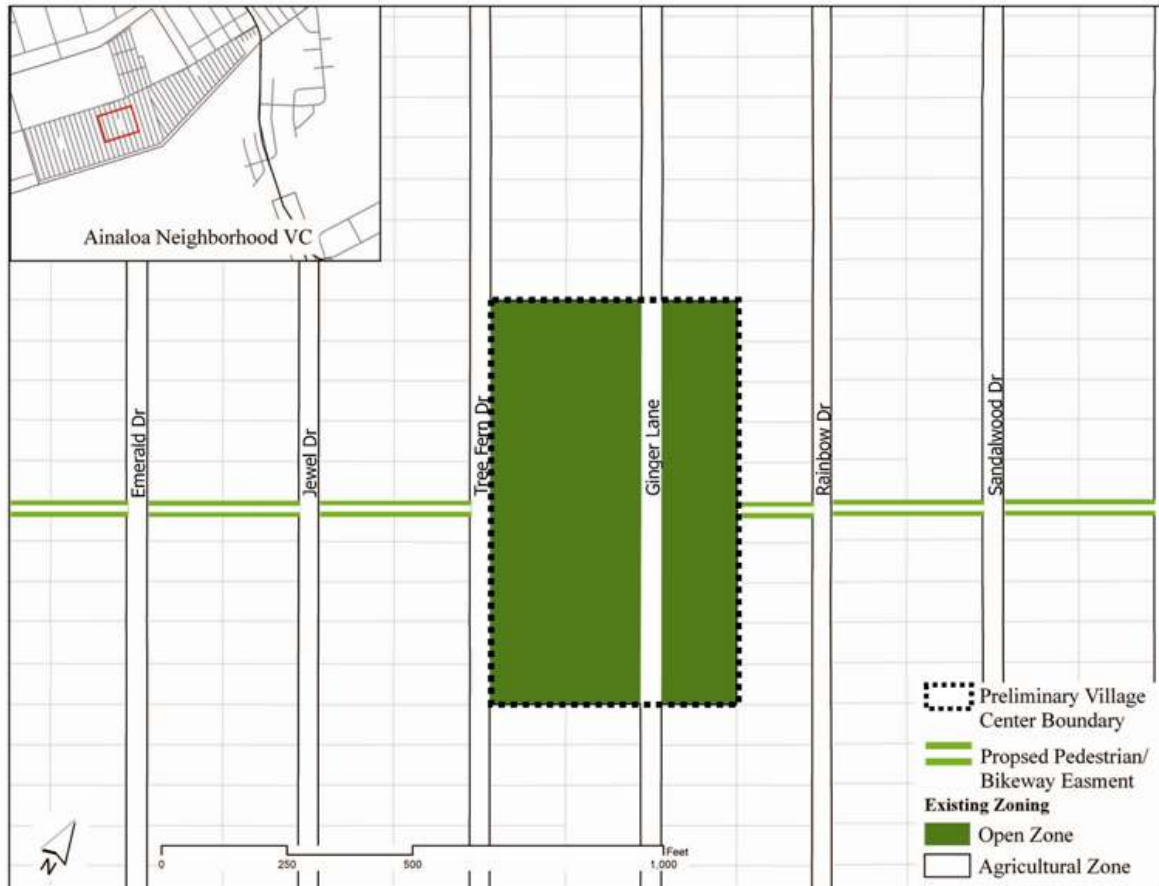 Ainaloa Neighborhood VC
Emerald Dr
Jewel Dr
Tree Fern Dr
Ginger Lane
Rainbow Dr
Sandalwood Dr
Preliminary Village
Center Boundary
Propsed Pedestrian/
Bikeway Easment
Existing Zoning
Open Zone
Agricultural Zone
N
Feet
0 250 500 1,000